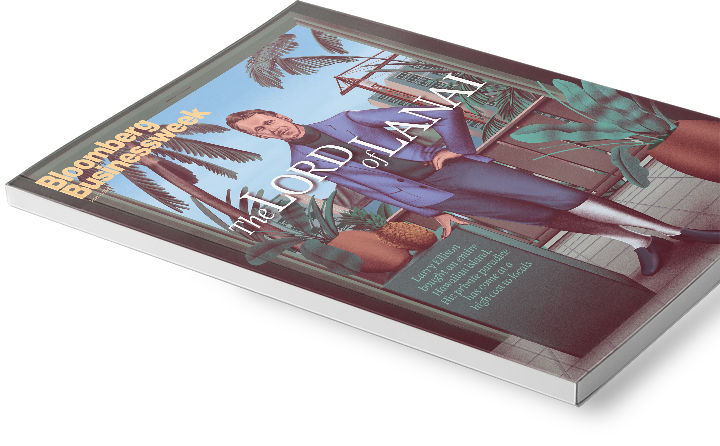 Bloomberg
Businessweek
The LORD
of LANAI
Larry Ellison
bought an entire
Hawaiian island.
His private paradise
has come at a
high cost to locals